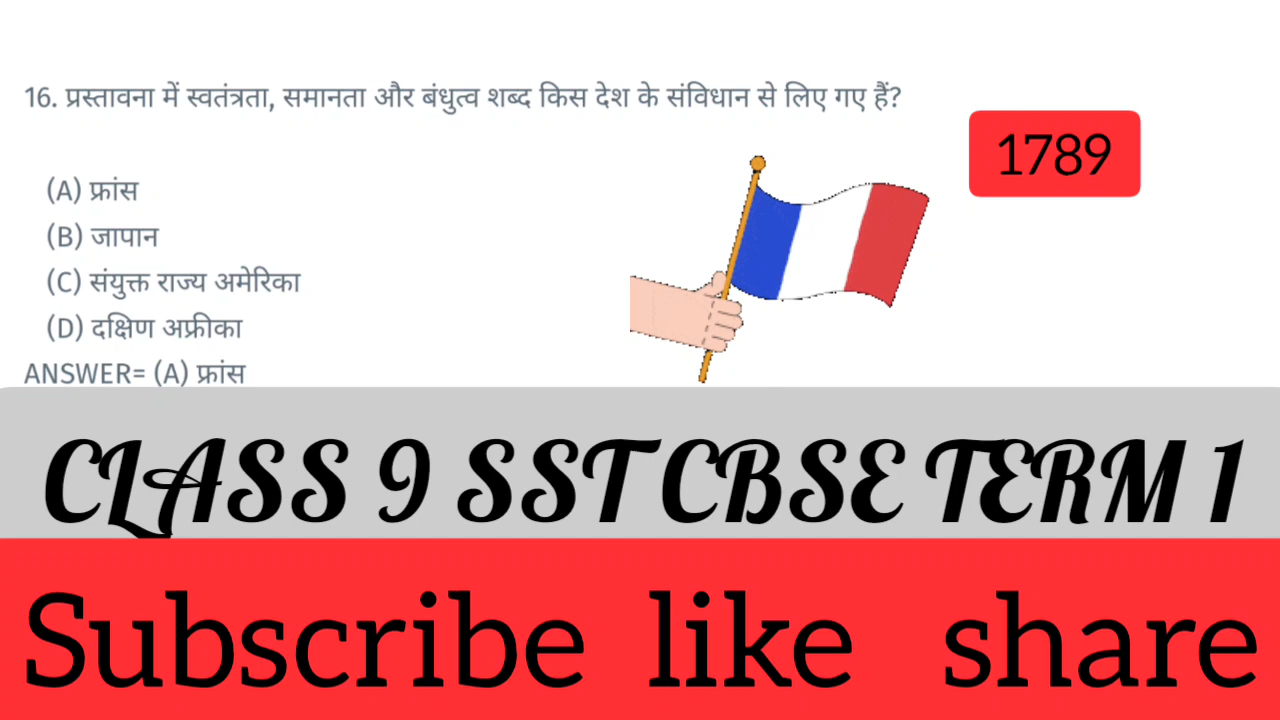 16. प्रस्तावना में स्वतंत्रता, समानता और बंधुत्व शब्द किस देश के संविधान से लिए गए हैं?
1789
(A) फ्रांस
(B) जापान
(C) संयुक्त राज्य अमेरिका
(D) दक्षिण अफ्रीका
ANSWER= (A) फ्रांस
CLASS 9 SST CBSE TERM 1
Subscribe like share